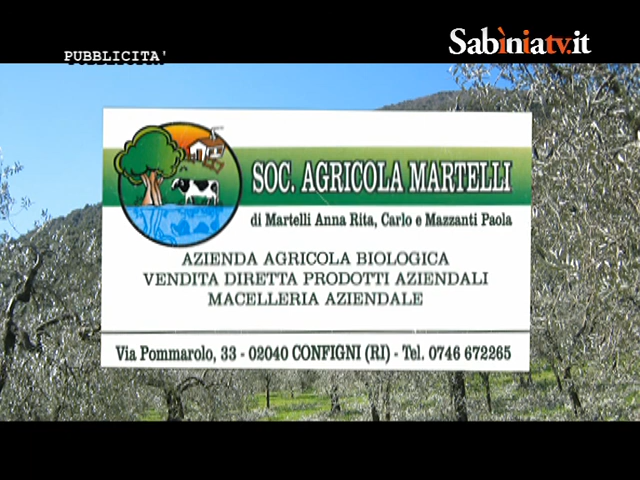 PUBBLICITA'
Sabìniatv.it
SOC. AGRICOLA MARTELLI
di Martelli Anna Rita, Carlo e Mazzanti Paola
AZIENDA AGRICOLA BIOLOGICA
VENDITA DIRETTA PRODOTTI AZIENDALI
MACELLERIA AZIENDALE
Via Pommarolo, 33 - 02040 CONFIGNI (RI) - Tel. 0746 672265